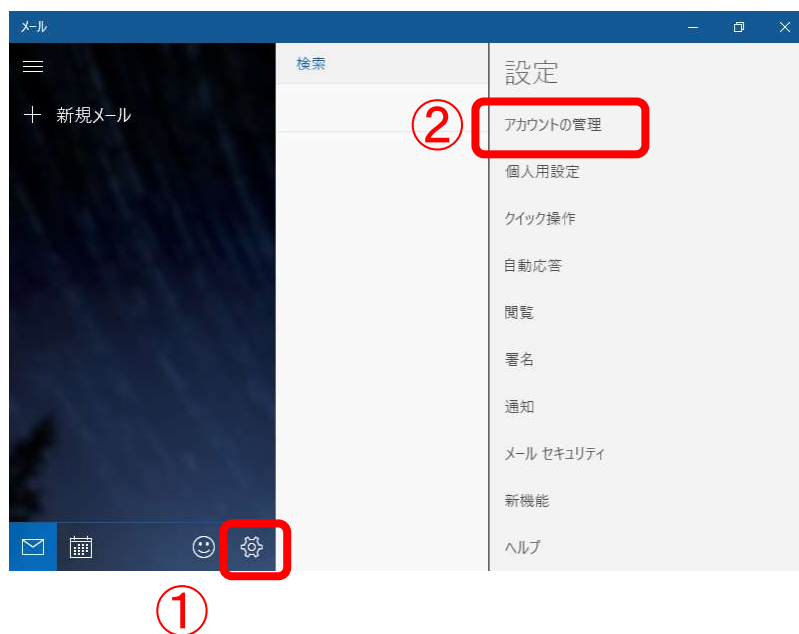 メール
新規メール
検索
設定
② アカウントの管理
個人用設定
クイック操作
自動応答
閲覧
署名
通知
メール セキュリティ
新機能
ヘルプ
①